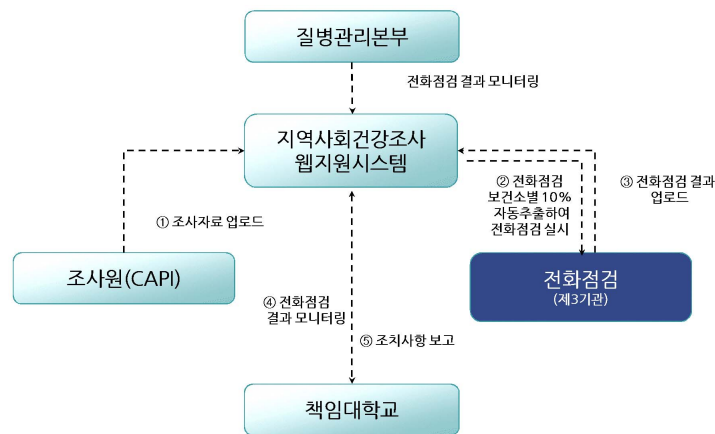 질병관리본부
전화점검 결과 모니터링
지역사회건강조사
웹지원시스템
① 조사자료 업로드
② 전화점검
보건소별 10%
자동추출하여
전화점검 실시
③ 전화점검 결과
업로드
조사원(CAPI)
전화점검
(제3기관)
④ 전화점검
결과 모니터링
⑤ 조치사항 보고
책임대학교